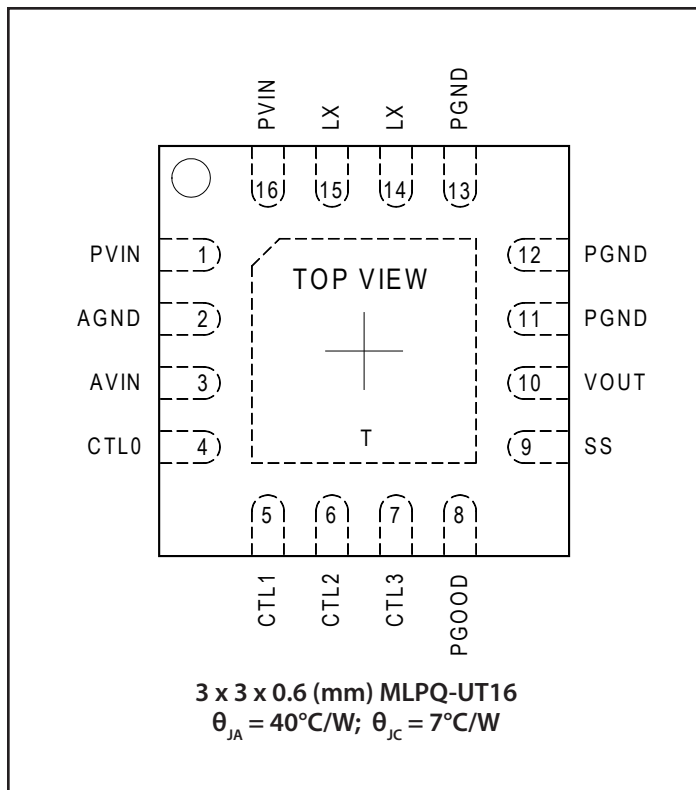 PVIN
LX
LX
PGND
16
15
14
13
PVIN 1
12 PGND
TOP VIEW
AGND 2
11 PGND
AVIN 3
10 VOUT
CTL0 4
T
9 SS
5
6
7
8
CTL1
CTL2
CTL3
PGOOD
3 x 3 x 0.6 (mm) MLPQ-UT16
θJA = 40°C/W; θJC = 7°C/W